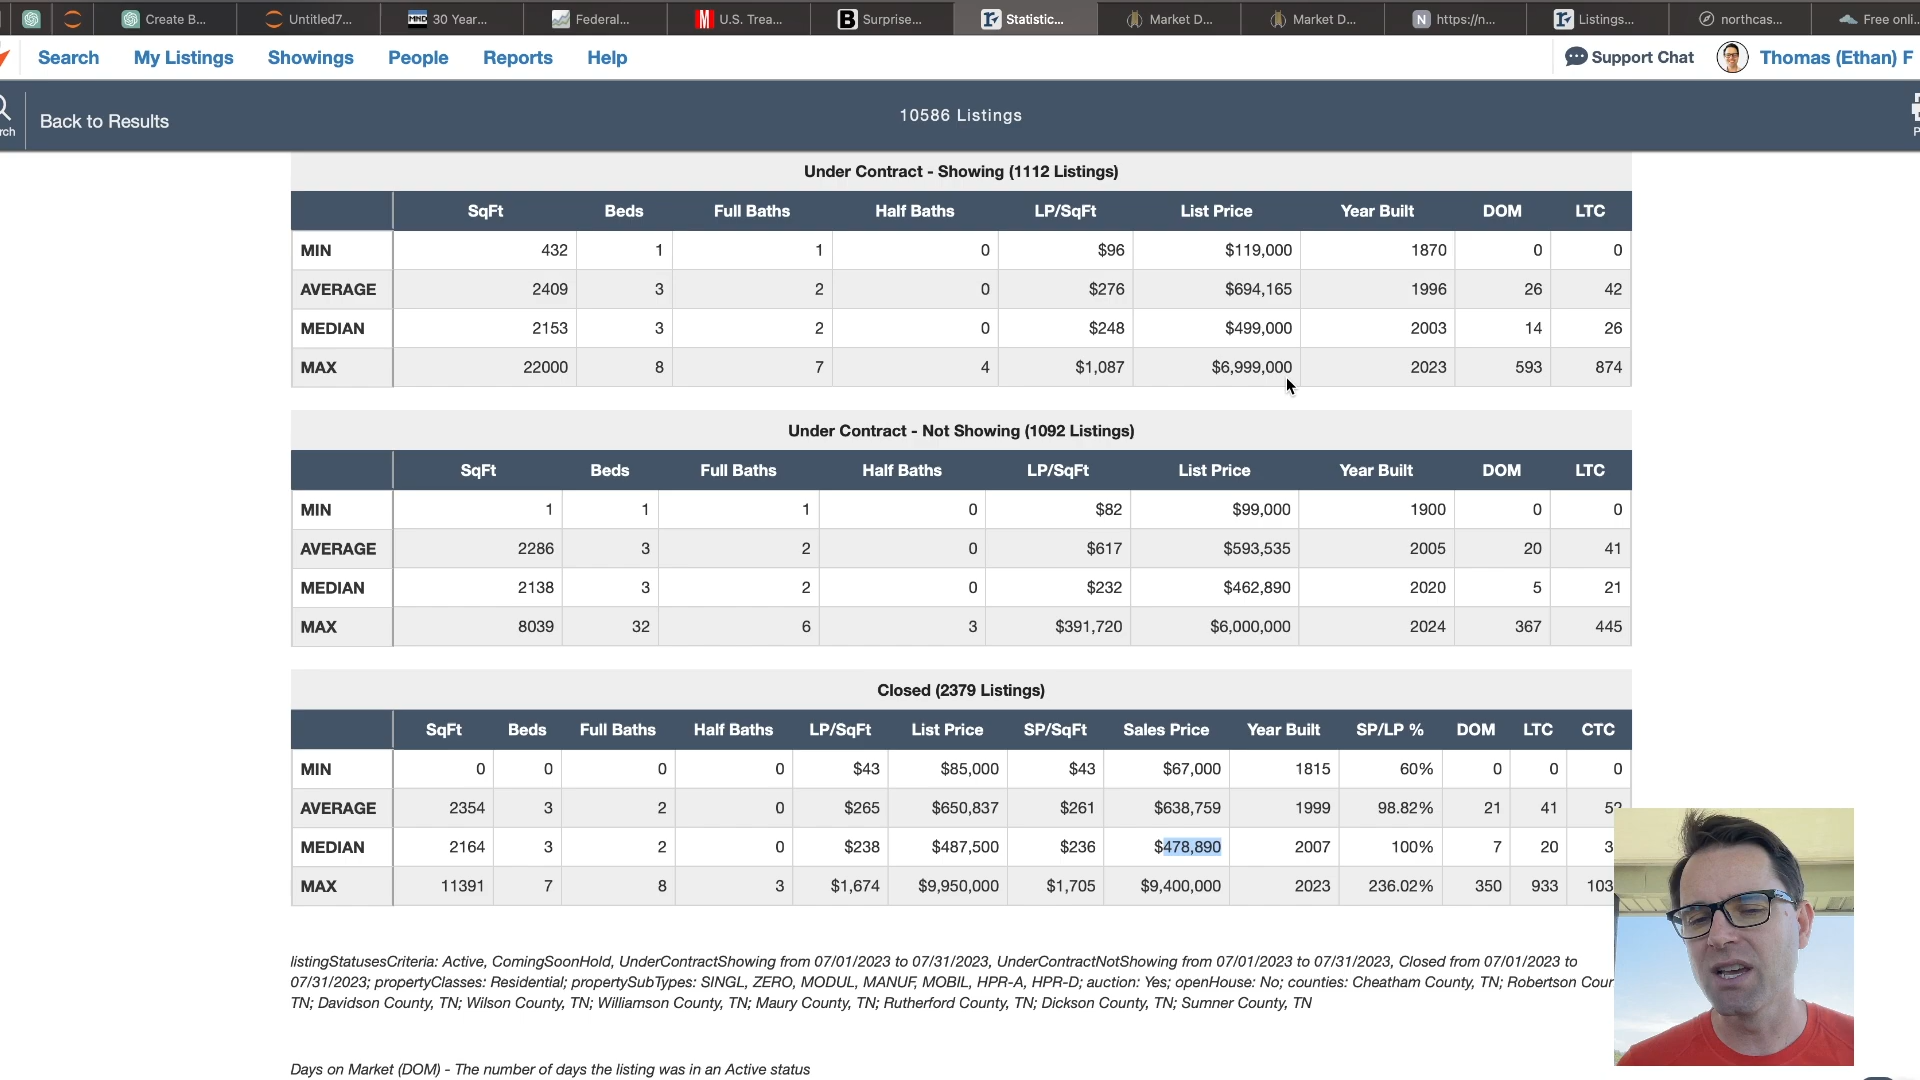 Create B...
Untitled7...
MND 30 Year...
Federal...
M U.S. Trea...
B Surprise...
Statistic...
Market D...
Market D...
N https://n...
Listings...
northcas...
Free onli...
Search My Listings Showings People Reports Help
Support Chat Thomas (Ethan) F
Back to Results
10586 Listings
Under Contract - Showing (1112 Listings)
SqFt Beds Full Baths Half Baths LP/SqFt List Price Year Built DOM LTC
MIN 432 1 1 0 $96 $119,000 1870 0 0
AVERAGE 2409 3 2 0 $276 $694,165 1996 26 42
MEDIAN 2153 3 2 0 $248 $499,000 2003 14 26
MAX 22000 8 7 4 $1,087 $6,999,000 2023 593 874
Under Contract - Not Showing (1092 Listings)
SqFt Beds Full Baths Half Baths LP/SqFt List Price Year Built DOM LTC
MIN 1 1 1 0 $82 $99,000 1900 0 0
AVERAGE 2286 3 2 0 $617 $593,535 2005 20 41
MEDIAN 2138 3 2 0 $232 $462,890 2020 5 21
MAX 8039 32 6 3 $391,720 $6,000,000 2024 367 445
Closed (2379 Listings)
SqFt Beds Full Baths Half Baths LP/SqFt List Price SP/SqFt Sales Price Year Built SP/LP % DOM LTC CTC
MIN 0 0 0 0 $43 $85,000 $43 $67,000 1815 60% 0 0 0
AVERAGE 2354 3 2 0 $265 $650,837 $261 $638,759 1999 98.82% 21 41 52
MEDIAN 2164 3 2 0 $238 $487,500 $236 $478,890 2007 100% 7 20 3
MAX 11391 7 8 3 $1,674 $9,950,000 $1,705 $9,400,000 2023 236.02% 350 933 103
listingStatusesCriteria: Active, ComingSoonHold, UnderContractShowing from 07/01/2023 to 07/31/2023, UnderContractNotShowing from 07/01/2023 to 07/31/2023, Closed from 07/01/2023 to
07/31/2023; propertyClasses: Residential; propertySubTypes: SINGL, ZERO, MODUL, MANUF, MOBIL, HPR-A, HPR-D; auction: Yes; openHouse: No; counties: Cheatham County, TN; Robertson Cour
TN; Davidson County, TN; Wilson County, TN; Williamson County, TN; Maury County, TN; Rutherford County, TN; Dickson County, TN; Sumner County, TN
Days on Market (DOM) - The number of days the listing was in an Active status